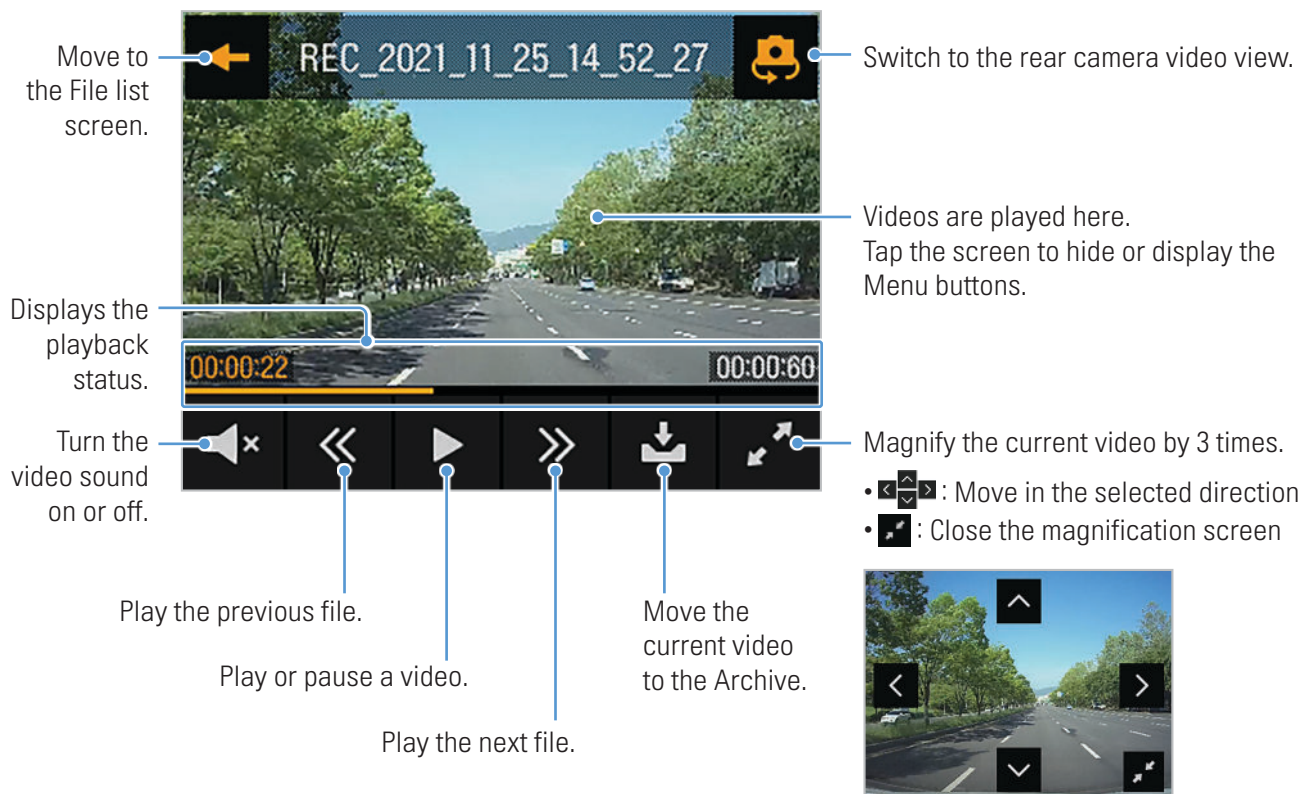 Move to
the File list
screen.
REC_2021_11_25_14_52_27
Switch to the rear camera video view.
Videos are played here.
Tap the screen to hide or display the
Menu buttons.
Displays the
playback
status.
00:00:22
00:00:60
Turn the
video sound
on or off.
Magnify the current video by 3 times.
• : Move in the selected direction
• : Close the magnification screen
Play the previous file.
Play or pause a video.
Play the next file.
Move the
current video
to the Archive.